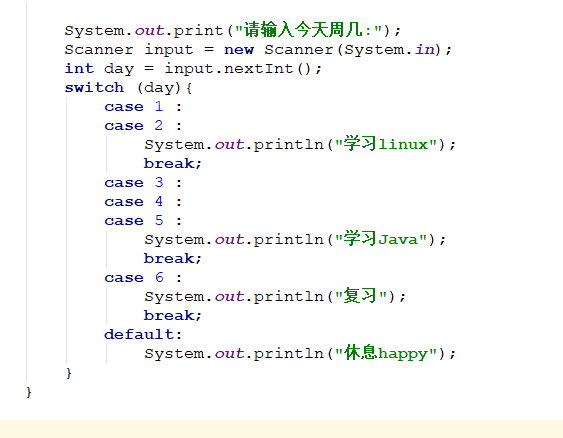 System.out.print("请输入今天周几:");
Scanner input = new Scanner(System.in);
int day = input.nextInt();
switch (day){
case 1 :
case 2 :
System.out.println("学习linux");
break;
case 3 :
case 4 :
case 5 :
System.out.println("学习Java");
break;
case 6 :
System.out.println("复习");
break;
default:
System.out.println("休息happy");
}
}